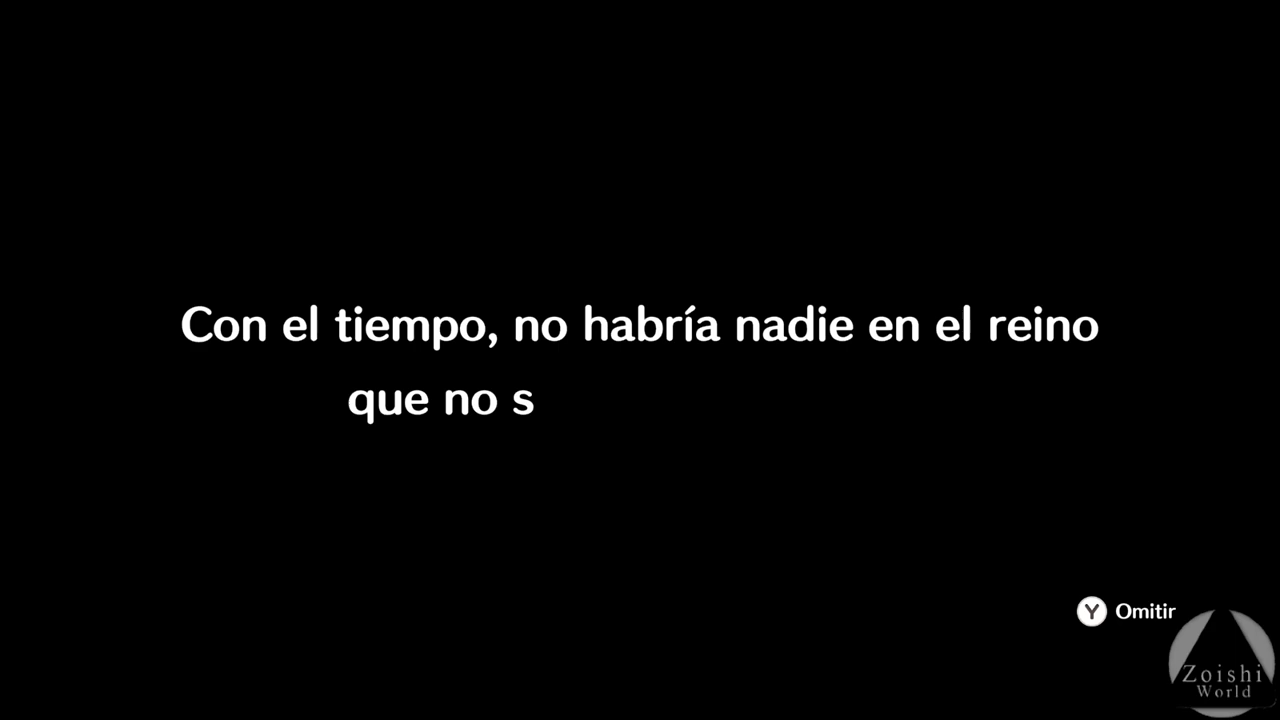 Con el tiempo, no habría nadie en el reino
que no s
Y Omitir
Zoishi
World